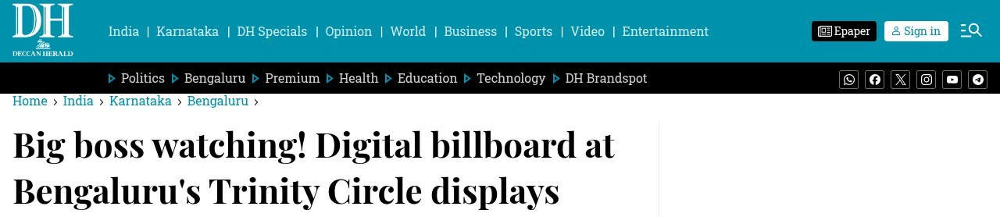 DH
DECCAN HERALD
India | Karnataka | DH Specials | Opinion | World | Business | Sports | Video | Entertainment
Epaper
Sign in
Politics Bengaluru Premium Health Education Technology DH Brandspot
Home > India > Karnataka > Bengaluru >
Big boss watching! Digital billboard at
Bengaluru's Trinity Circle displays